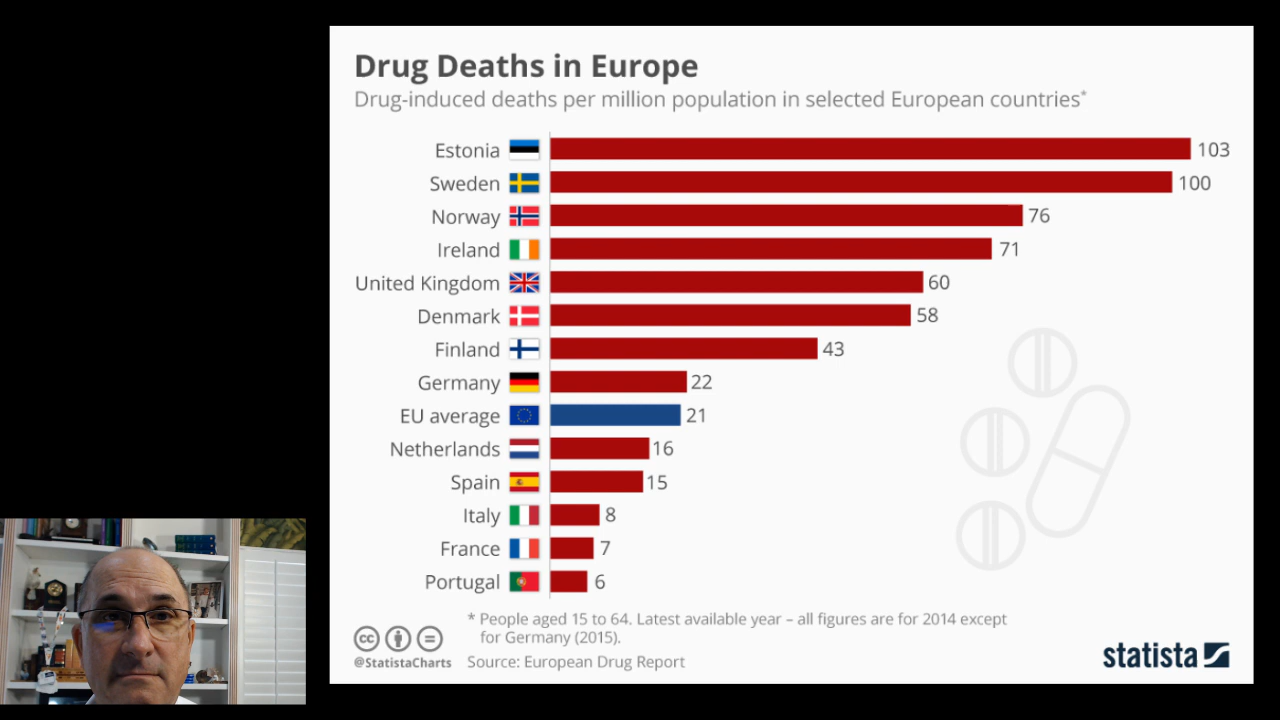 Drug Deaths in Europe
Drug-induced deaths per million population in selected European countries*
Estonia 103
Sweden 100
Norway 76
Ireland 71
United Kingdom 60
Denmark 58
Finland 43
Germany 22
EU average 21
Netherlands 16
Spain 15
Italy 8
France 7
Portugal 6
* People aged 15 to 64. Latest available year – all figures are for 2014 except
for Germany (2015).
cc
@StatistaCharts Source: European Drug Report
statista